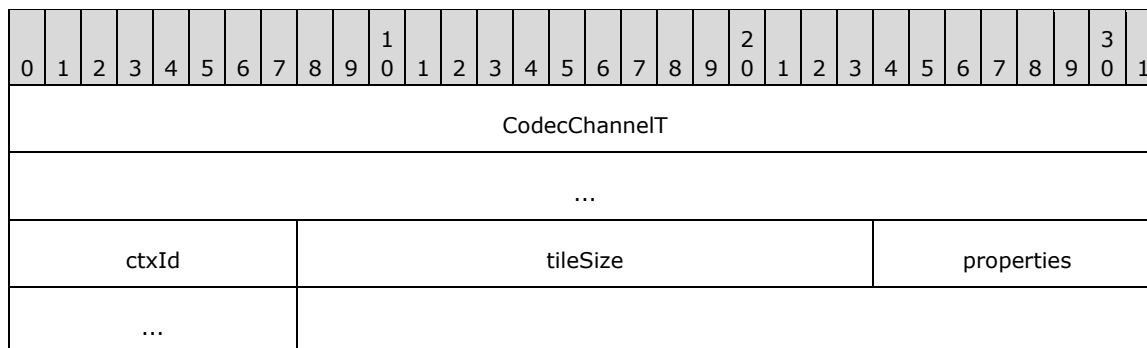 1 2 3
0 1 2 3 4 5 6 7 8 9 0 1 2 3 4 5 6 7 8 9 0 1 2 3 4 5 6 7 8 9 0 1
CodecChannelT
...
ctxId tileSize properties
...